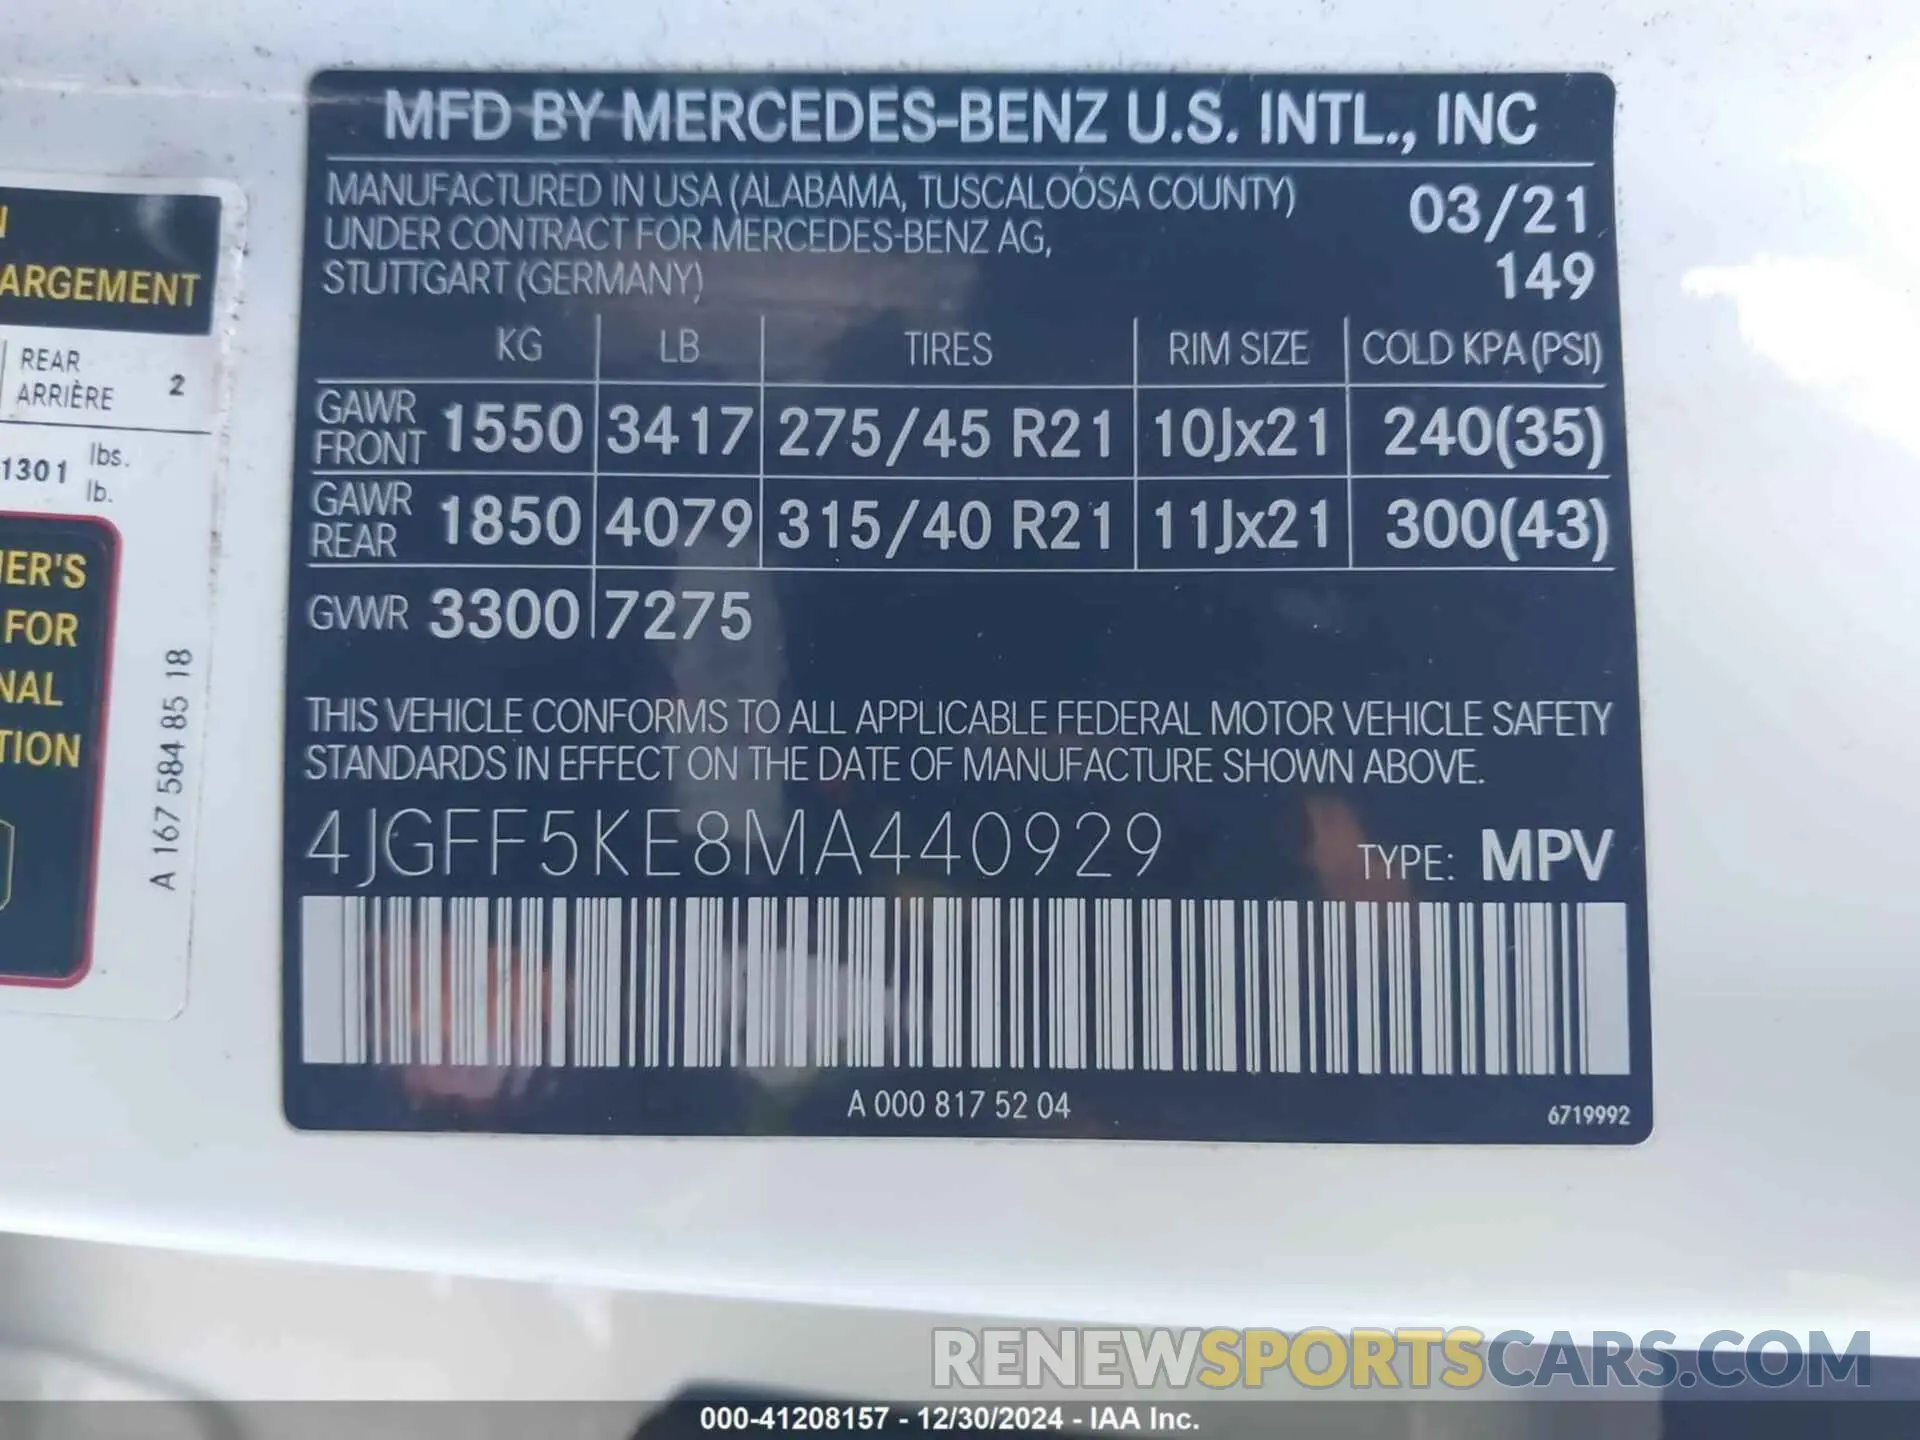 MFD BY MERCEDES-BENZ U.S. INTL., INC
MANUFACTURED IN USA (ALABAMA, TUSCALOOSA COUNTY) 03/21
UNDER CONTRACT FOR MERCEDES-BENZ AG,
STUTTGART (GERMANY) 149
KG LB TIRES RIM SIZE COLD KPA (PSI)
GAWR FRONT 1550 3417 275/45 R21 10Jx21 240(35)
GAWR REAR 1850 4079 315/40 R21 11Jx21 300(43)
GVWR 3300 7275
THIS VEHICLE CONFORMS TO ALL APPLICABLE FEDERAL MOTOR VEHICLE SAFETY
STANDARDS IN EFFECT ON THE DATE OF MANUFACTURE SHOWN ABOVE.
4JGFF5KE8MA440929 TYPE: MPV
A 000 817 52 04
6719992
ARGEMENT
REAR
ARRIÈRE 2
1301 lbs.
lb.
ER'S
FOR
NAL
TION
A 167 584 85 18
RENEWSPORTSCARS.COM
000-41208157 - 12/30/2024 - IAA Inc.